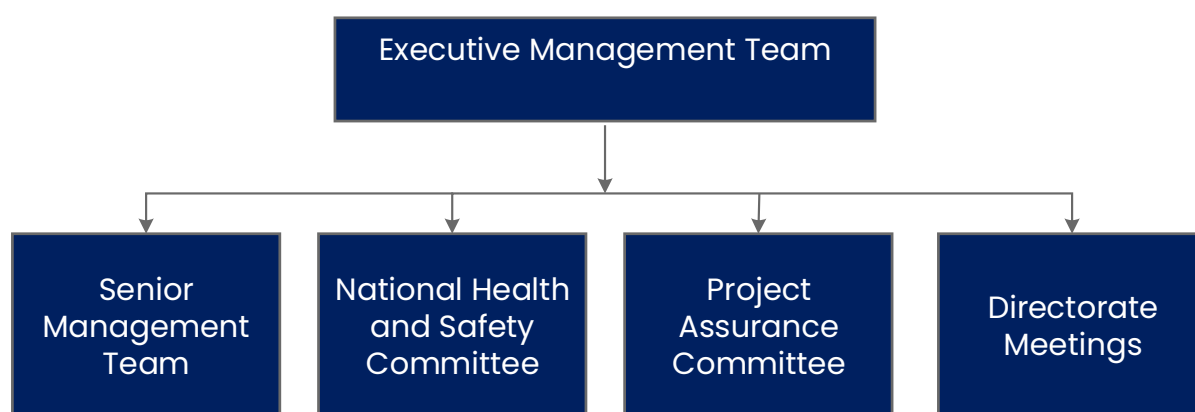 Executive Management Team
Senior
Management
Team
National Health
and Safety
Committee
Project
Assurance
Committee
Directorate
Meetings